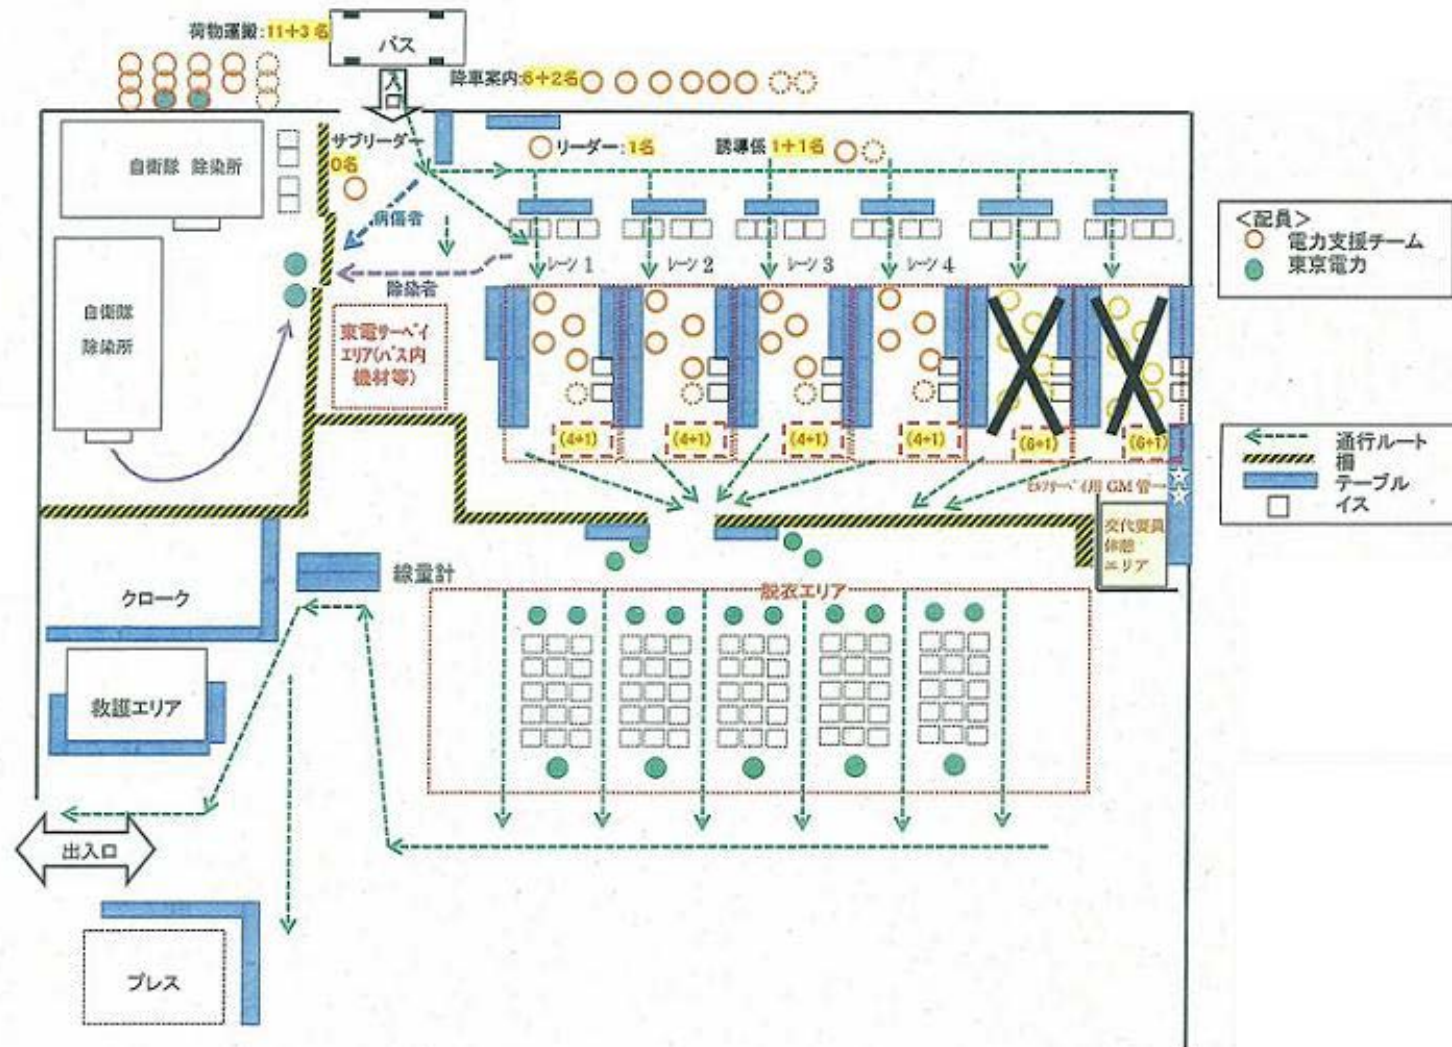 荷物運搬:11+3名
バス
入
口
降車案内:6+2名
サブリーダー
0名
リーダー:1名
誘導係 1+1名
自衛隊 除染所
病傷者
<配員>
電力支援チーム
東京電力
レーン 1
レーン 2
レーン 3
レーン 4
除染者
自衛隊
除染所
東電サーベイ
エリア(バス内
機材等)
(4+1)
(4+1)
(4+1)
(4+1)
(6+1)
(6+1)
通行ルート
柵
テーブル
イス
用 GM 管→
交代要員
休憩
エリア
線量計
クローク
脱衣エリア
救護エリア
出入口
プレス